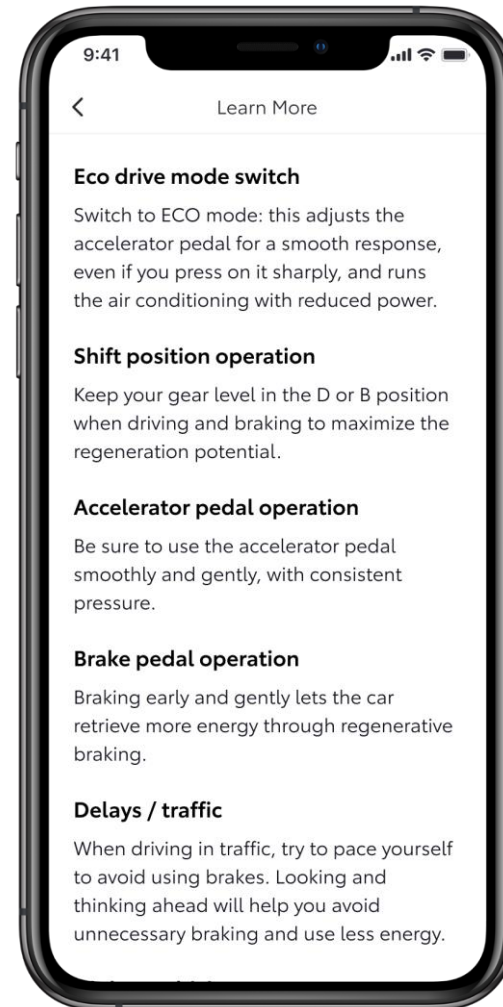 9:41
Learn More
Eco drive mode switch
Switch to ECO mode: this adjusts the
accelerator pedal for a smooth response,
even if you press on it sharply, and runs
the air conditioning with reduced power.
Shift position operation
Keep your gear level in the D or B position
when driving and braking to maximize the
regeneration potential.
Accelerator pedal operation
Be sure to use the accelerator pedal
smoothly and gently, with consistent
pressure.
Brake pedal operation
Braking early and gently lets the car
retrieve more energy through regenerative
braking.
Delays / traffic
When driving in traffic, try to pace yourself
to avoid using brakes. Looking and
thinking ahead will help you avoid
unnecessary braking and use less energy.